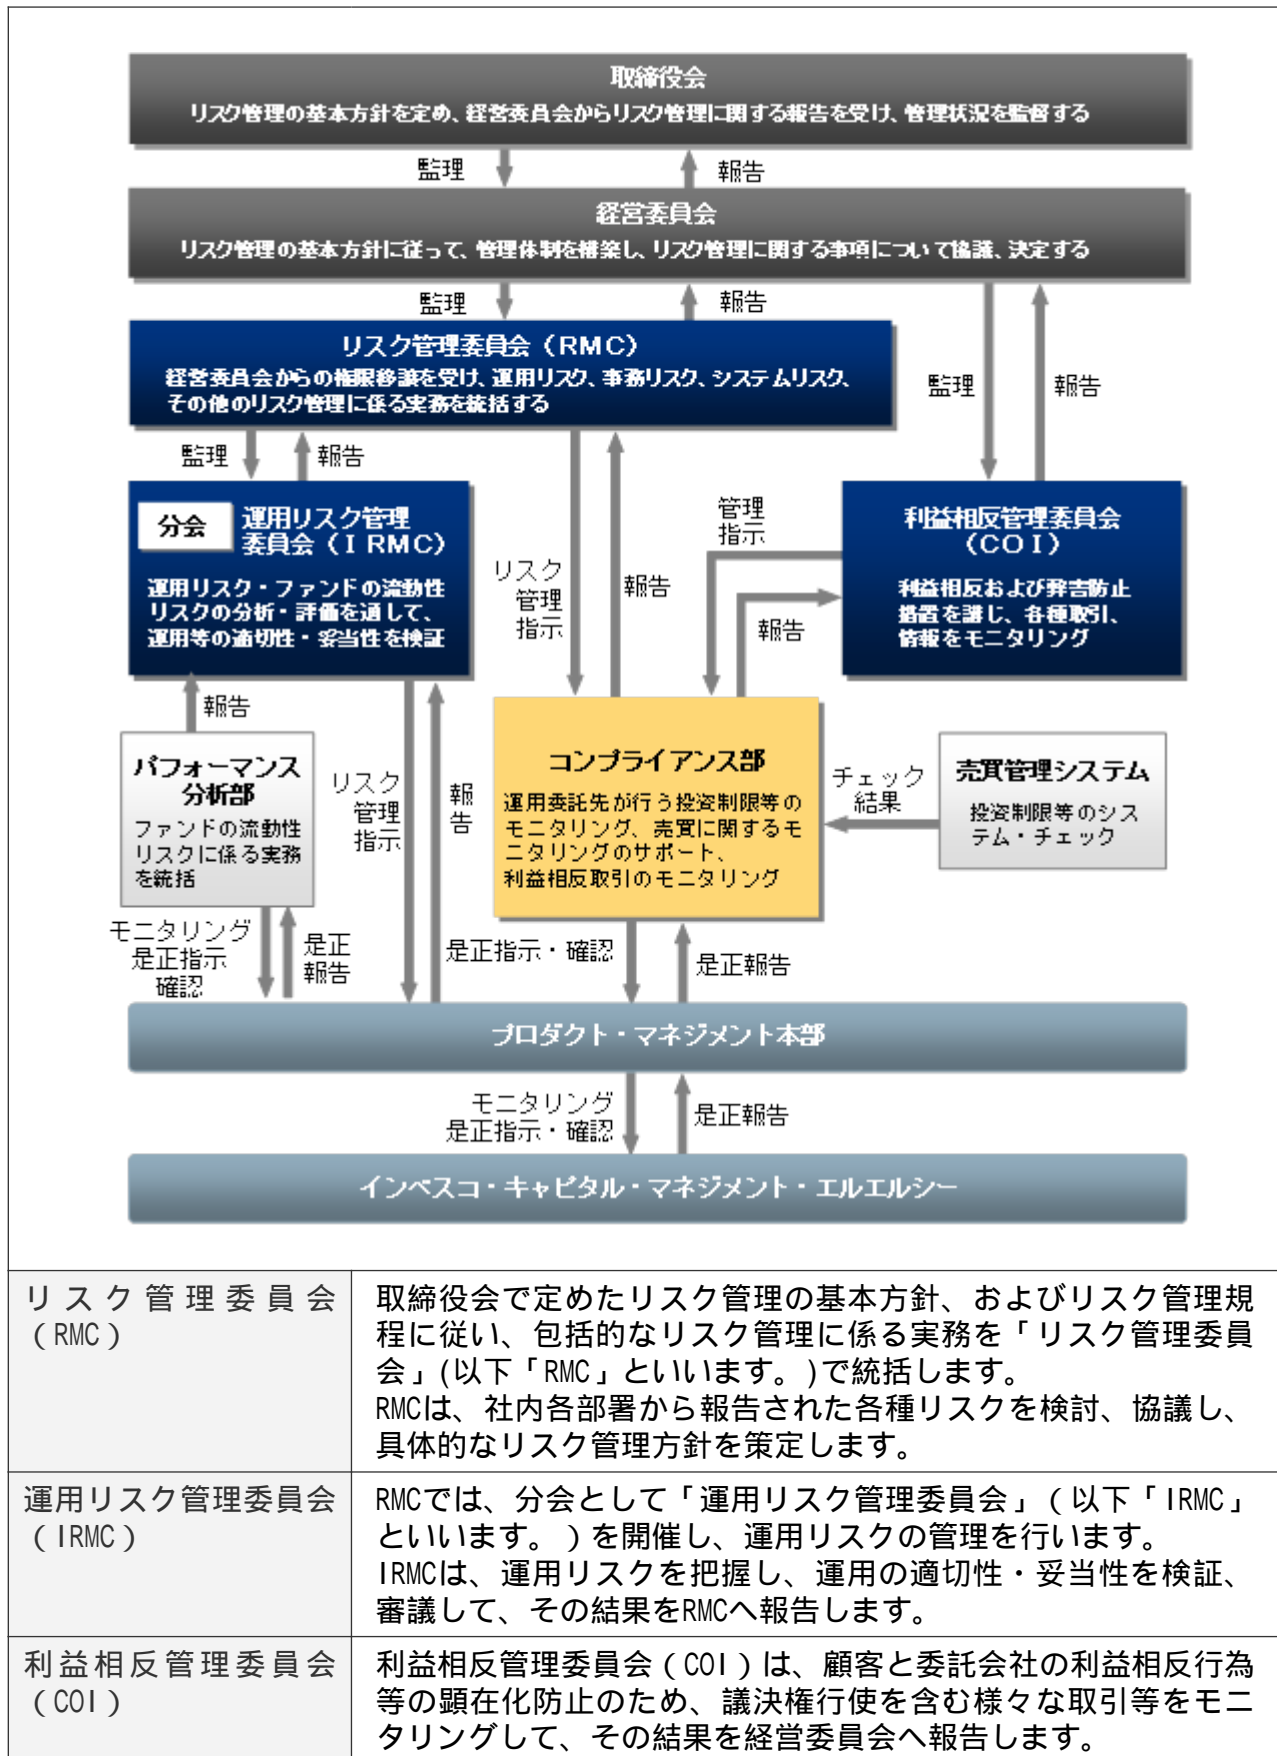 取締役会
リスク管理の基本方針を定め、経営委員会からリスク管理に関する報告を受け、管理状況を監督する
監理
報告
経営委員会
リスク管理の基本方針に従って、管理体制を構築し、リスク管理に関する事項について協議、決定する
監理
報告
リスク管理委員会（RMC）
経営委員会からの権限移譲を受け、運用リスク、事務リスク、システムリスク、
その他のリスク管理に係る実務を統括する
監理
報告
監理
報告
分会
運用リスク管理
委員会（ＩRMC）
運用リスク・ファンドの流動性
リスクの分析・評価を通して、
運用等の適切性・妥当性を検証
リスク
管理
指示
報告
管理
指示
報告
利益相反管理委員会
（COI）
利益相反および弊害防止
措置を講じ、各種取引、
情報をモニタリング
報告
パフォーマンス
分析部
ファンドの流動性
リスクに係る実務
を統括
リスク
管理
指示
報
告
コンプライアンス部
運用委託先が行う投資制限等の
モニタリング、売買に関するモ
ニタリングのサポート、
利益相反取引のモニタリング
チェック
結果
売買管理システム
投資制限等のシス
テム・チェック
モニタリング
是正指示
確認
是正
報告
是正指示・確認
是正報告
プロダクト・マネジメント本部
モニタリング
是正指示・確認
是正報告
インベスコ・キャピタル・マネジメント・エルエルシー
リスク管理委員会
（RMC）
取締役会で定めたリスク管理の基本方針、およびリスク管理規
程に従い、包括的なリスク管理に係る実務を「リスク管理委員
会」(以下「RMC」といいます。)で統括します。
RMCは、社内各部署から報告された各種リスクを検討、協議し、
具体的なリスク管理方針を策定します。
運用リスク管理委員会
（IRMC）
RMCでは、分会として「運用リスク管理委員会」（以下「IRMC」
といいます。）を開催し、運用リスクの管理を行います。
IRMCは、運用リスクを把握し、運用の適切性・妥当性を検証、
審議して、その結果をRMCへ報告します。
利益相反管理委員会
（COI）
利益相反管理委員会（COI）は、顧客と委託会社の利益相反行為
等の顕在化防止のため、議決権行使を含む様々な取引等をモニ
タリングして、その結果を経営委員会へ報告します。